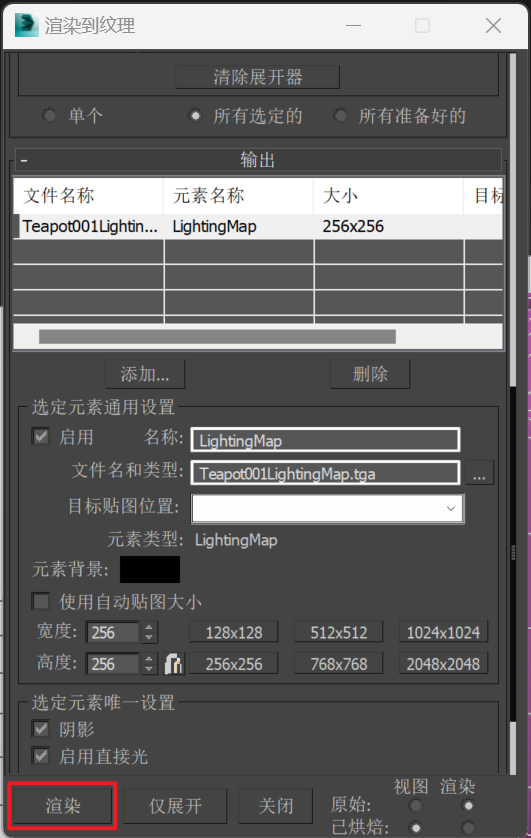 渲染到纹理
清除展开器
单个 所有选定的 所有准备好的
- 输出
文件名称 元素名称 大小 目标
Teapot001Lightin... LightingMap 256x256
添加... 删除
选定元素通用设置
启用 名称: LightingMap
文件名和类型: Teapot001LightingMap.tga ...
目标贴图位置:
元素类型: LightingMap
元素背景:
使用自动贴图大小
宽度: 256 128x128 512x512 1024x1024
高度: 256 256x256 768x768 2048x2048
选定元素唯一设置
阴影
启用直接光
视图 渲染
渲染 仅展开 关闭 原始:
已烘焙: